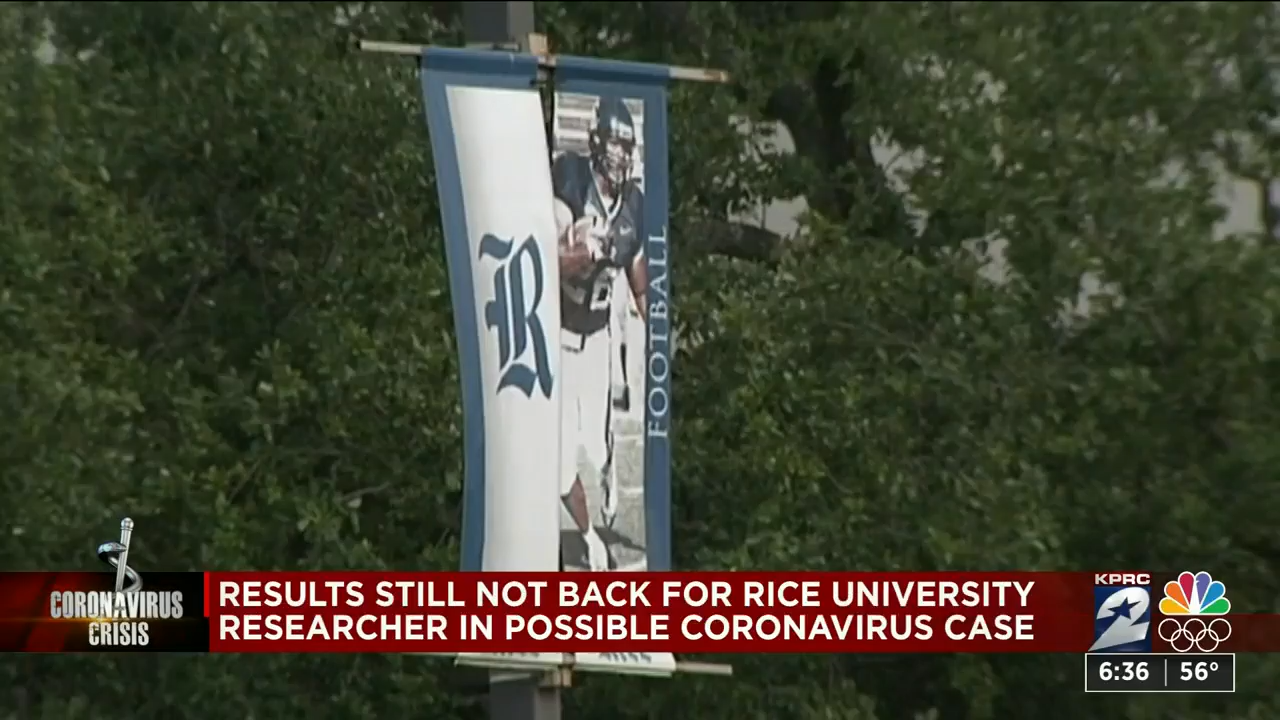 R
FOOTBALL
CORONAVIRUS
CRISIS
RESULTS STILL NOT BACK FOR RICE UNIVERSITY
RESEARCHER IN POSSIBLE CORONAVIRUS CASE
KPRC
2
6:36 | 56°